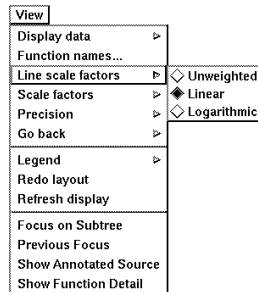 View
Display data
Function names...
Line scale factors
Unweighted
Scale factors
Linear
Precision
Logarithmic
Go back
Legend
Redo layout
Refresh display
Focus on Subtree
Previous Focus
Show Annotated Source
Show Function Detail